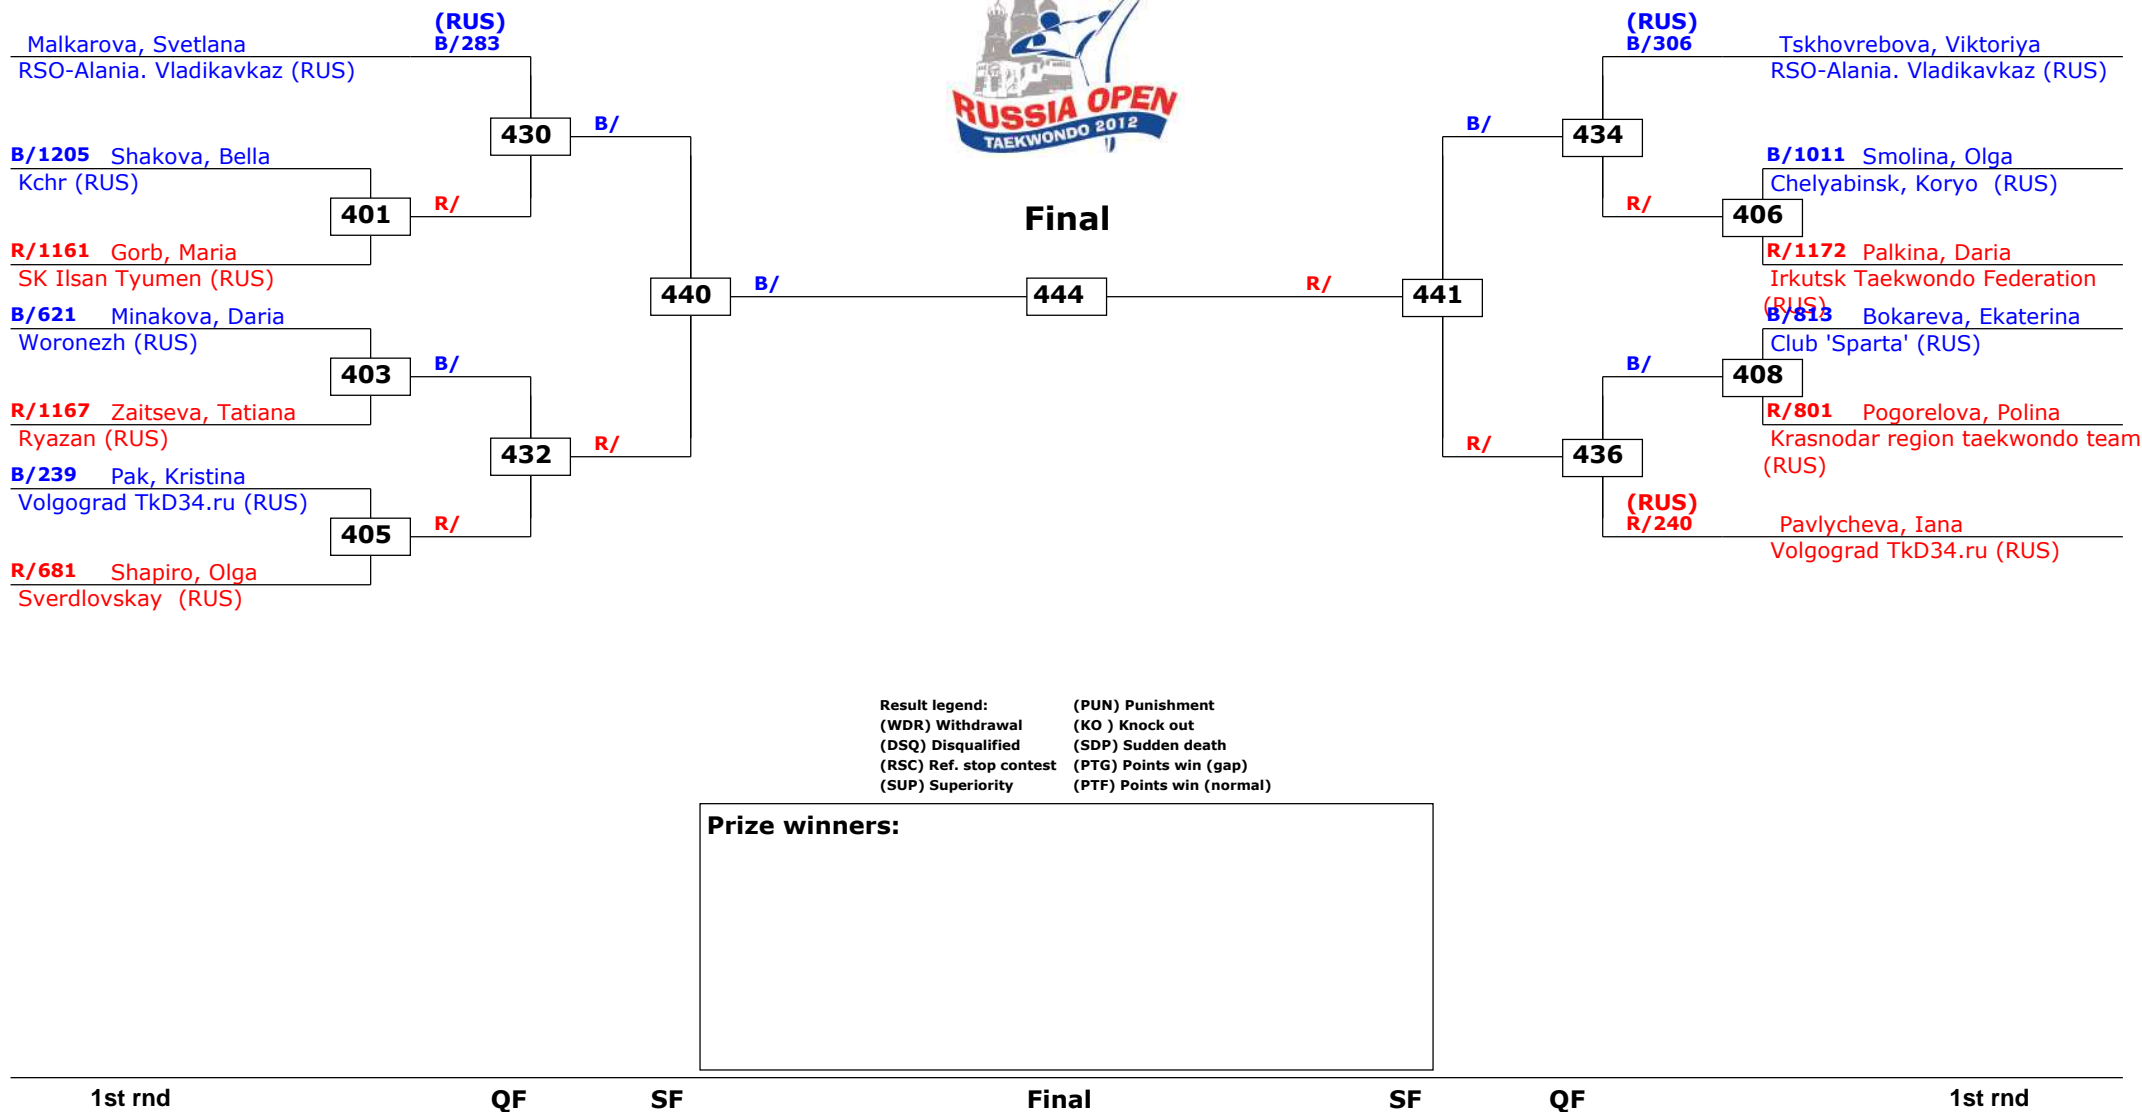 (RUS)
B/283
Malkarova, Svetlana
RSO-Alania. Vladikavkaz (RUS)
430
B/
B/1205 Shakova, Bella
Kchr (RUS)
401
R/
R/1161 Gorb, Maria
SK Ilsan Tyumen (RUS)
440
B/
B/621 Minakova, Daria
Woronezh (RUS)
403
B/
R/1167 Zaitseva, Tatiana
Ryazan (RUS)
432
R/
B/239 Pak, Kristina
Volgograd TkD34.ru (RUS)
405
R/
R/681 Shapiro, Olga
Sverdlovskay (RUS)
RUSSIA OPEN
TAEKWONDO 2012
Final
444
(RUS)
B/306
Tskhovrebova, Viktoriya
RSO-Alania. Vladikavkaz (RUS)
B/
434
B/1011 Smolina, Olga
Chelyabinsk, Koryo (RUS)
R/
406
R/1172 Palkina, Daria
Irkutsk Taekwondo Federation
(RUS)
R/
441
B/813 Bokareva, Ekaterina
Club 'Sparta' (RUS)
B/
408
R/801 Pogorelova, Polina
Krasnodar region taekwondo team
(RUS)
R/
436
(RUS)
R/240
Pavlycheva, Iana
Volgograd TkD34.ru (RUS)
Result legend: (PUN) Punishment
(WDR) Withdrawal (KO ) Knock out
(DSQ) Disqualified (SDP) Sudden death
(RSC) Ref. stop contest (PTG) Points win (gap)
(SUP) Superiority (PTF) Points win (normal)
Prize winners:
1st rnd QF SF Final SF QF 1st rnd